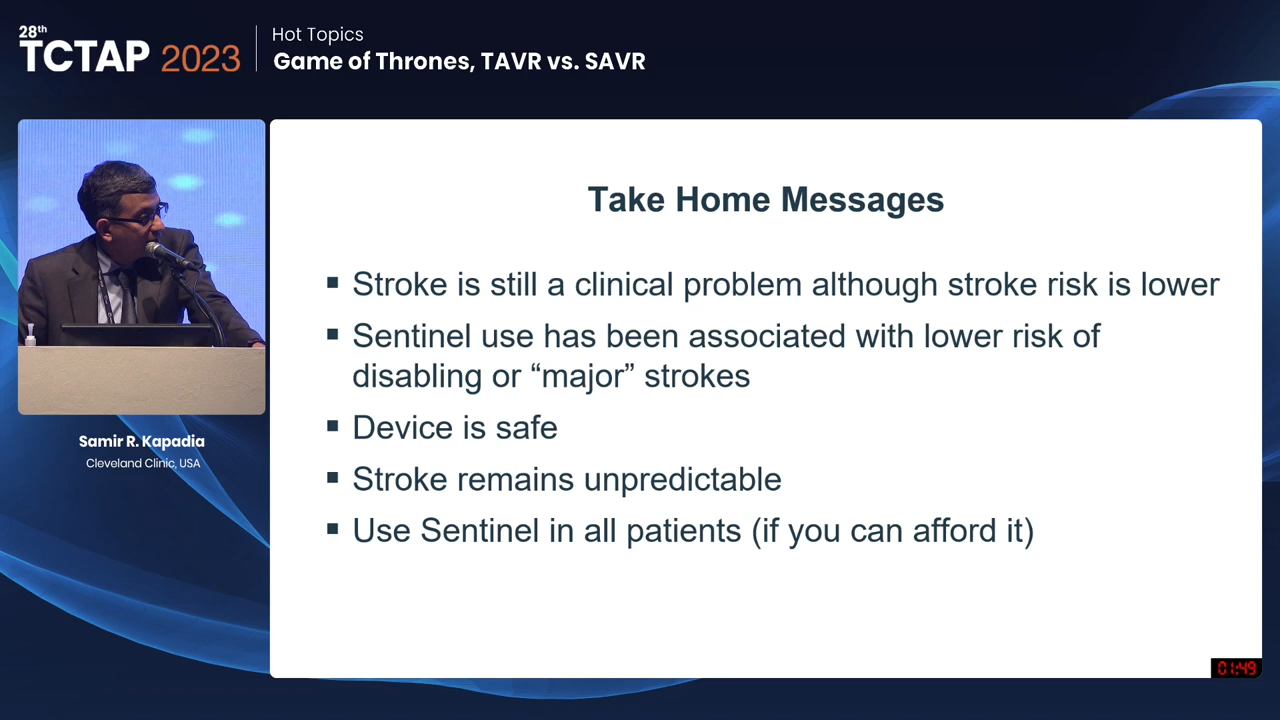 28th
TCTAP 2023
Hot Topics
Game of Thrones, TAVR vs. SAVR
Samir R. Kapadia
Cleveland Clinic, USA
Take Home Messages
▪ Stroke is still a clinical problem although stroke risk is lower
▪ Sentinel use has been associated with lower risk of
disabling or “major” strokes
▪ Device is safe
▪ Stroke remains unpredictable
▪ Use Sentinel in all patients (if you can afford it)
01:49